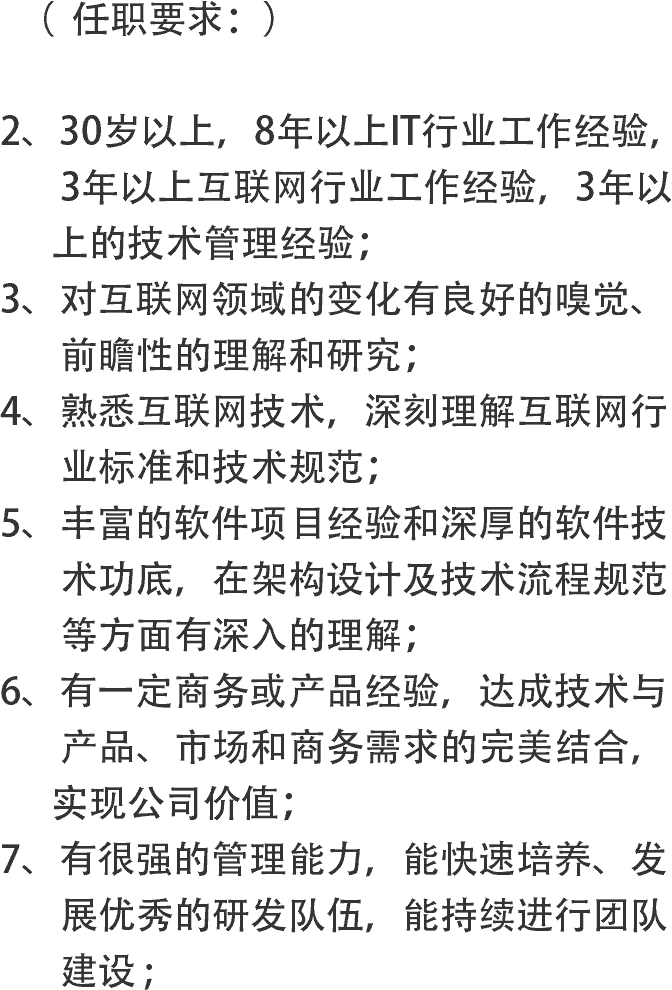 （ 任职要求：）
2、30岁以上，8年以上IT行业工作经验，
3年以上互联网行业工作经验，3年以
上的技术管理经验；
3、对互联网领域的变化有良好的嗅觉、
前瞻性的理解和研究；
4、熟悉互联网技术，深刻理解互联网行
业标准和技术规范；
5、丰富的软件项目经验和深厚的软件技
术功底，在架构设计及技术流程规范
等方面有深入的理解；
6、有一定商务或产品经验，达成技术与
产品、市场和商务需求的完美结合，
实现公司价值；
7、有很强的管理能力，能快速培养、发
展优秀的研发队伍，能持续进行团队
建设；